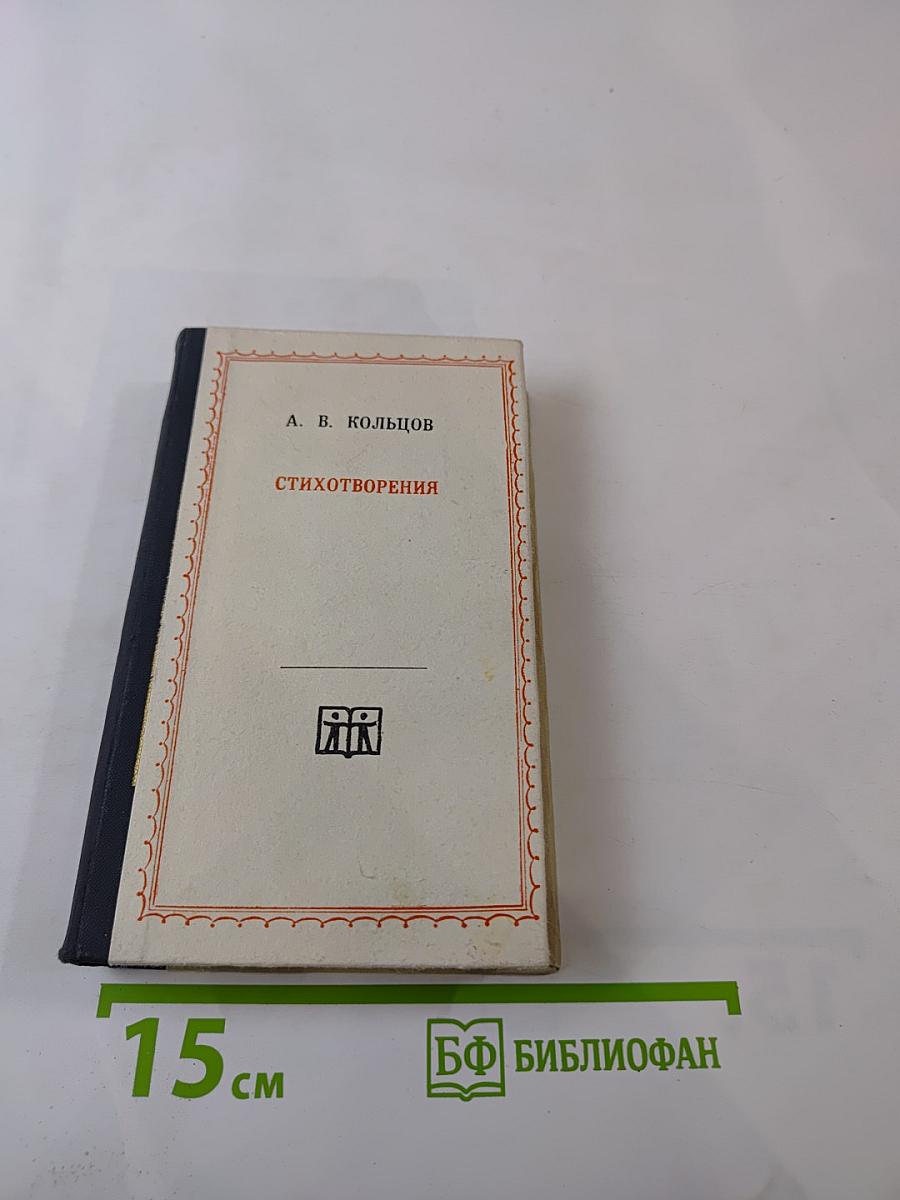 А. В. КОЛЬЦОВ
СТИХОТВОРЕНИЯ
15 см
БФ БИБЛИОФАН